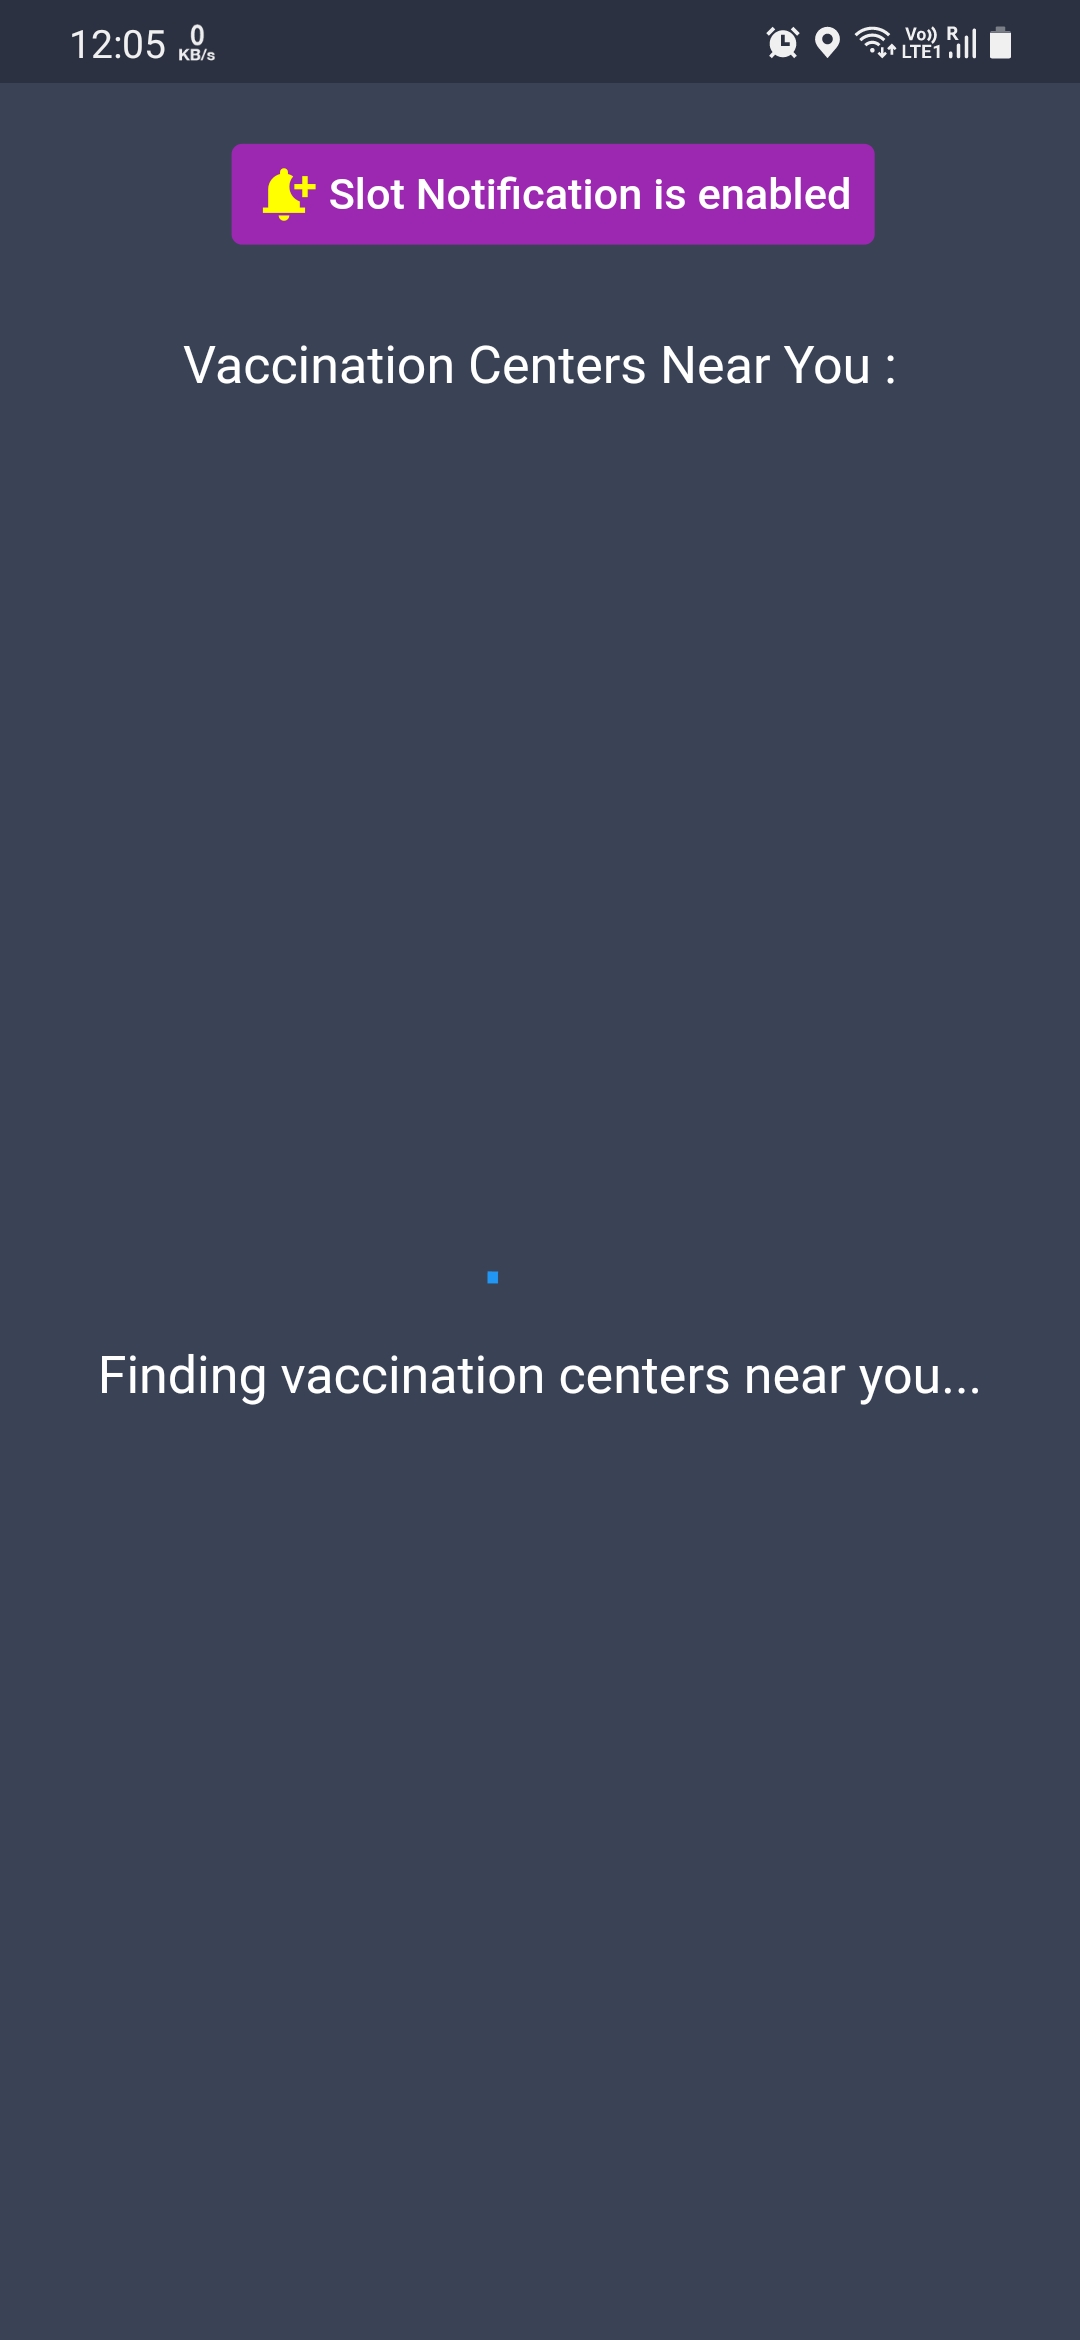 12:05 0 KB/s Vo)) LTE1 R
Slot Notification is enabled
Vaccination Centers Near You :
Finding vaccination centers near you...